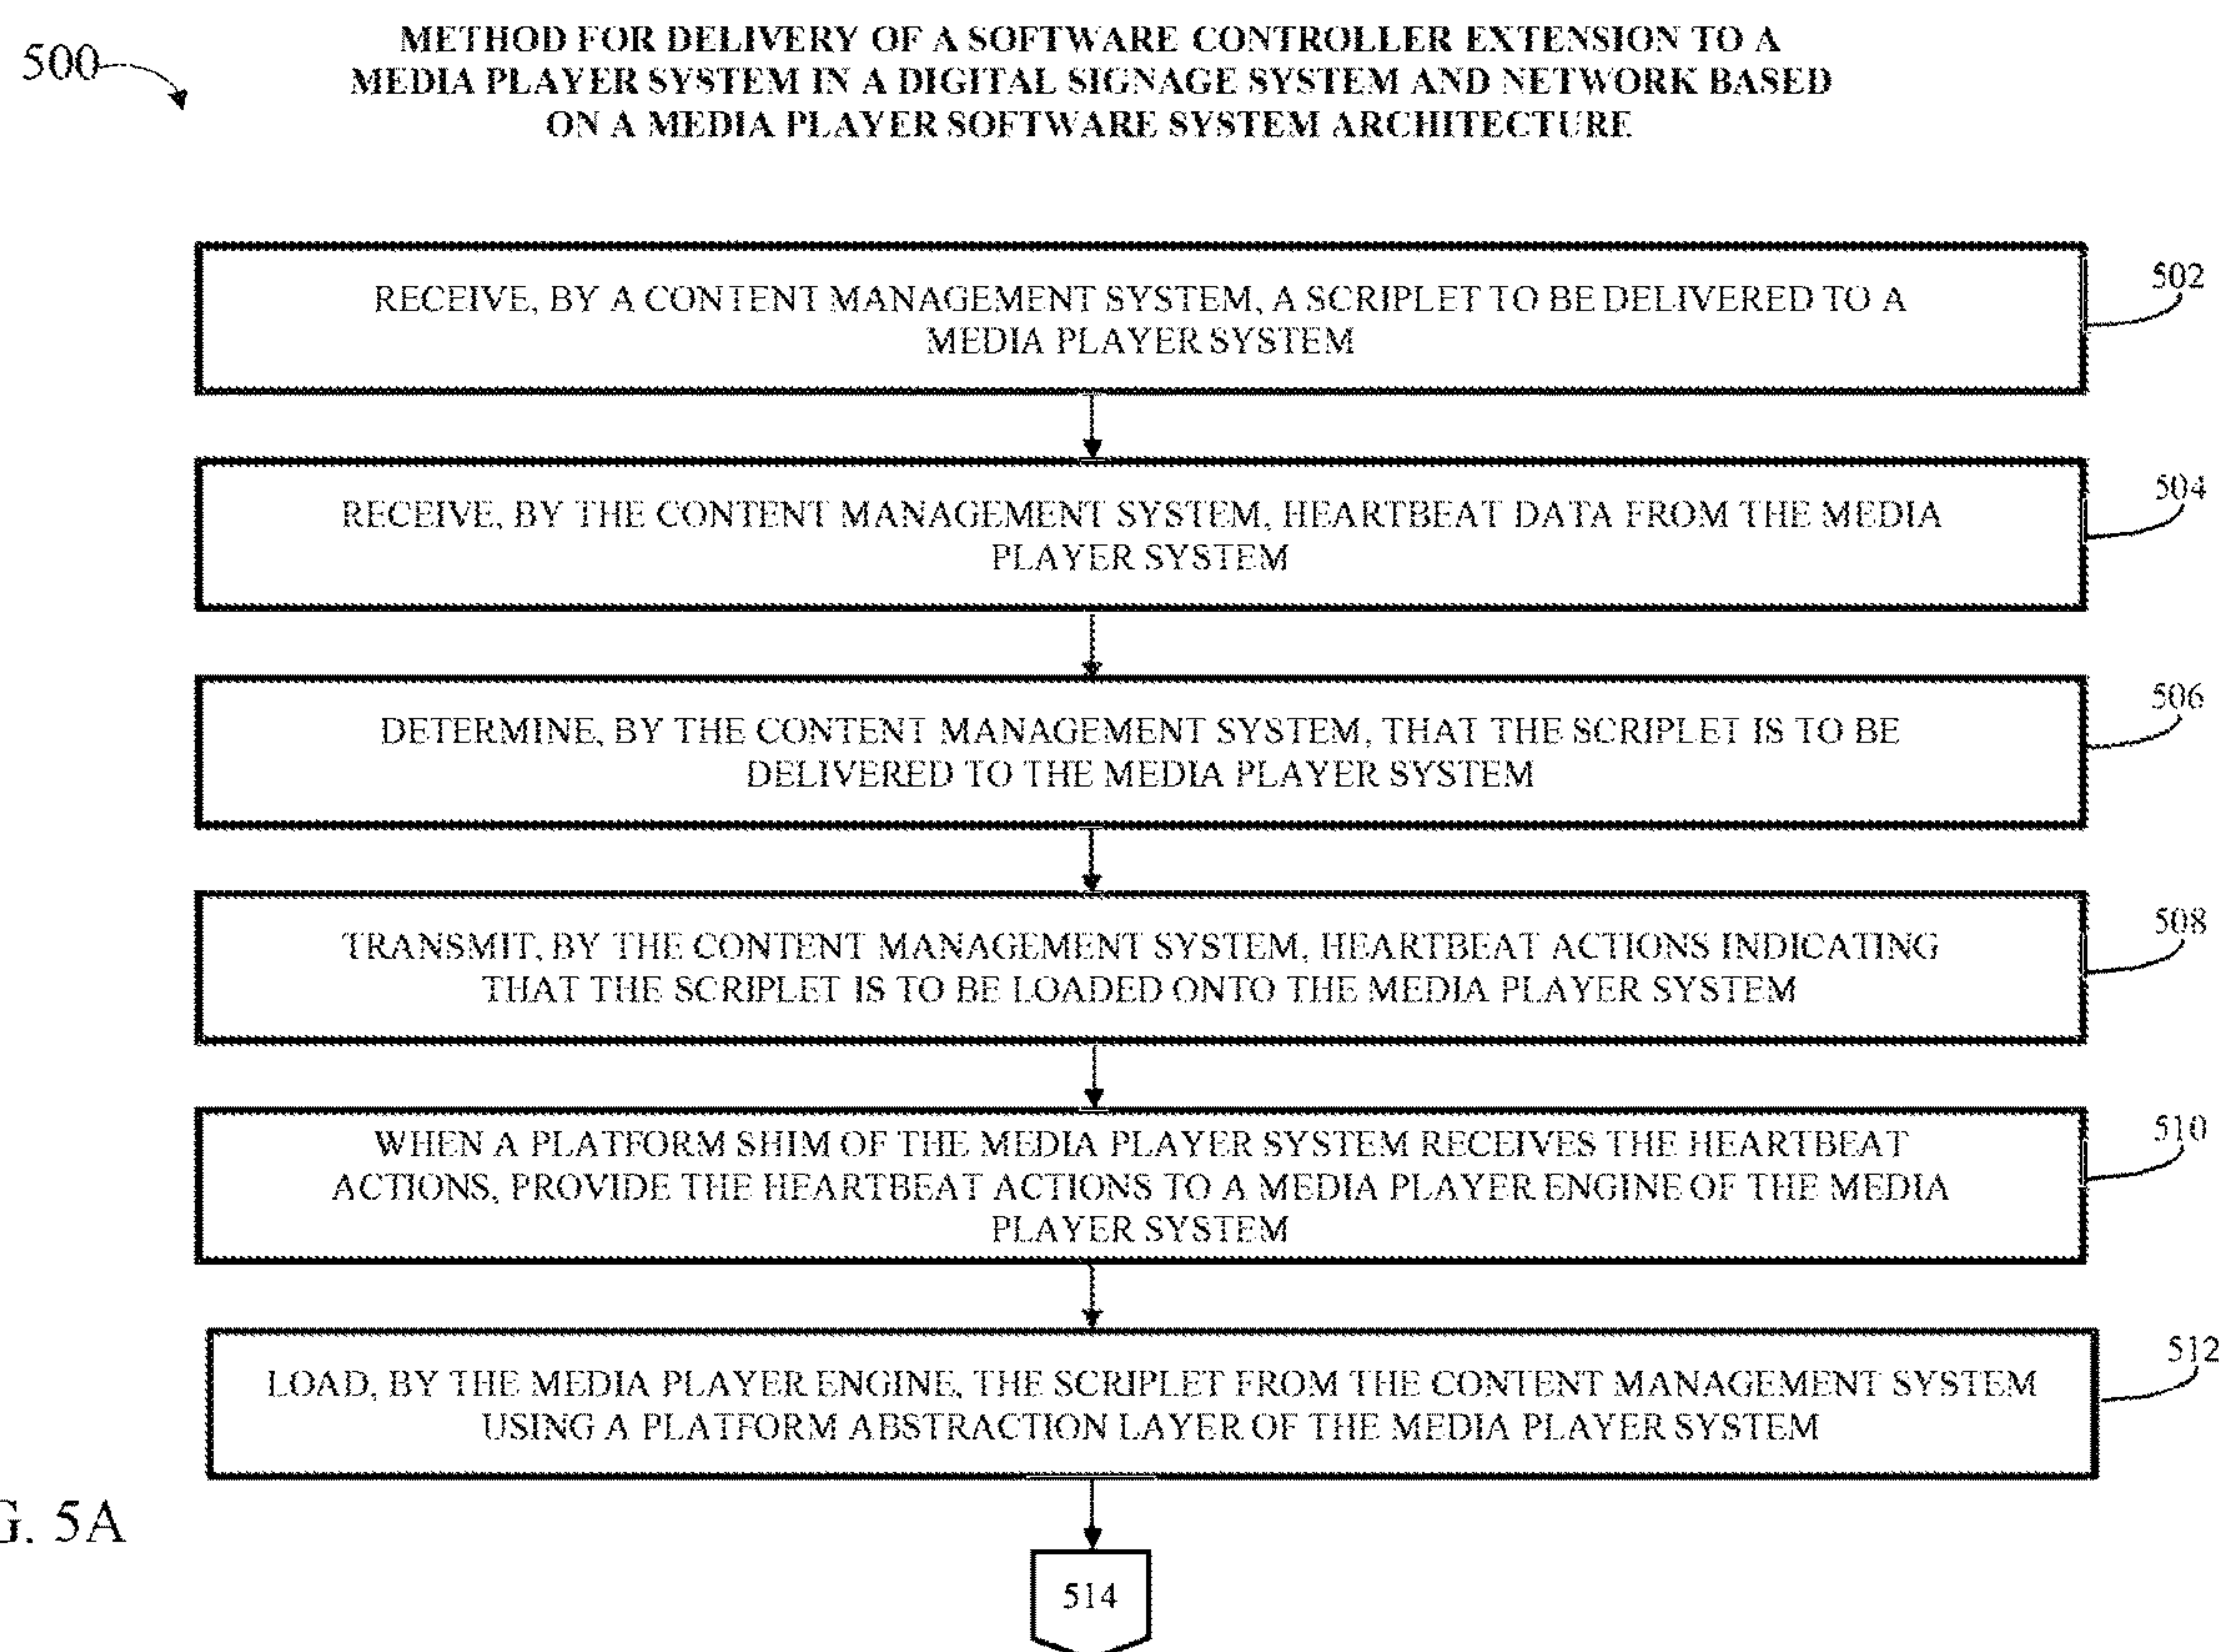 500
METHOD FOR DELIVERY OF A SOFTWARE CONTROLLER EXTENSION TO A
MEDIA PLAYER SYSTEM IN A DIGITAL SIGNAGE SYSTEM AND NETWORK BASED
ON A MEDIA PLAYER SOFTWARE SYSTEM ARCHITECTURE
RECEIVE, BY A CONTENT MANAGEMENT SYSTEM, A SCRIPLET TO BE DELIVERED TO A
MEDIA PLAYER SYSTEM
502
RECEIVE, BY THE CONTENT MANAGEMENT SYSTEM, HEARTBEAT DATA FROM THE MEDIA
PLAYER SYSTEM
504
DETERMINE, BY THE CONTENT MANAGEMENT SYSTEM, THAT THE SCRIPLET IS TO BE
DELIVERED TO THE MEDIA PLAYER SYSTEM
506
TRANSMIT, BY THE CONTENT MANAGEMENT SYSTEM, HEARTBEAT ACTIONS INDICATING
THAT THE SCRIPLET IS TO BE LOADED ONTO THE MEDIA PLAYER SYSTEM
508
WHEN A PLATFORM SHIM OF THE MEDIA PLAYER SYSTEM RECEIVES THE HEARTBEAT
ACTIONS, PROVIDE THE HEARTBEAT ACTIONS TO A MEDIA PLAYER ENGINE OF THE MEDIA
PLAYER SYSTEM
510
LOAD, BY THE MEDIA PLAYER ENGINE, THE SCRIPLET FROM THE CONTENT MANAGEMENT SYSTEM
USING A PLATFORM ABSTRACTION LAYER OF THE MEDIA PLAYER SYSTEM
512
G. 5A
514